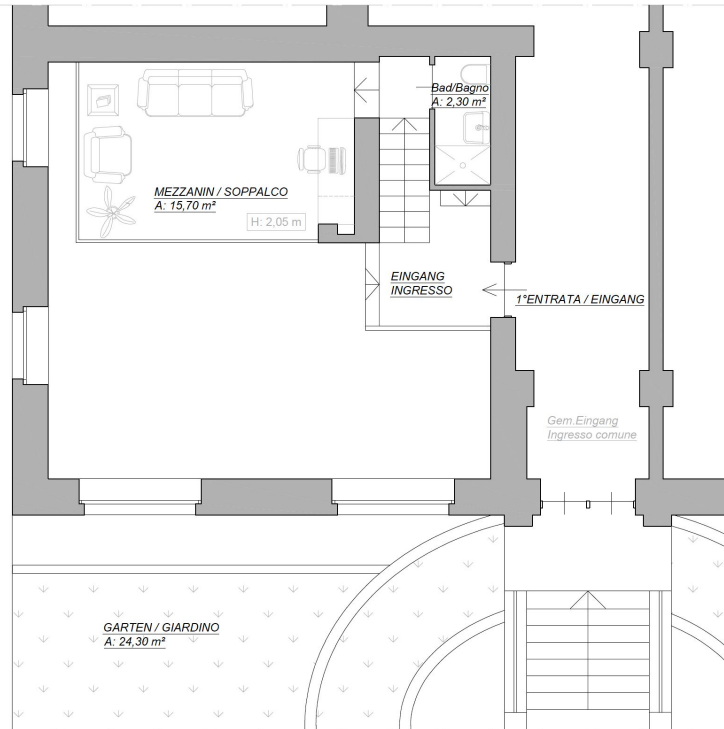 Bad/Bagno
A: 2,30 m²
MEZZANIN / SOPPALCO
A: 15,70 m²
H: 2,05 m
EINGANG
INGRESSO
1°ENTRATA / EINGANG
Gem.Eingang
Ingresso comune
GARTEN / GIARDINO
A: 24,30 m²